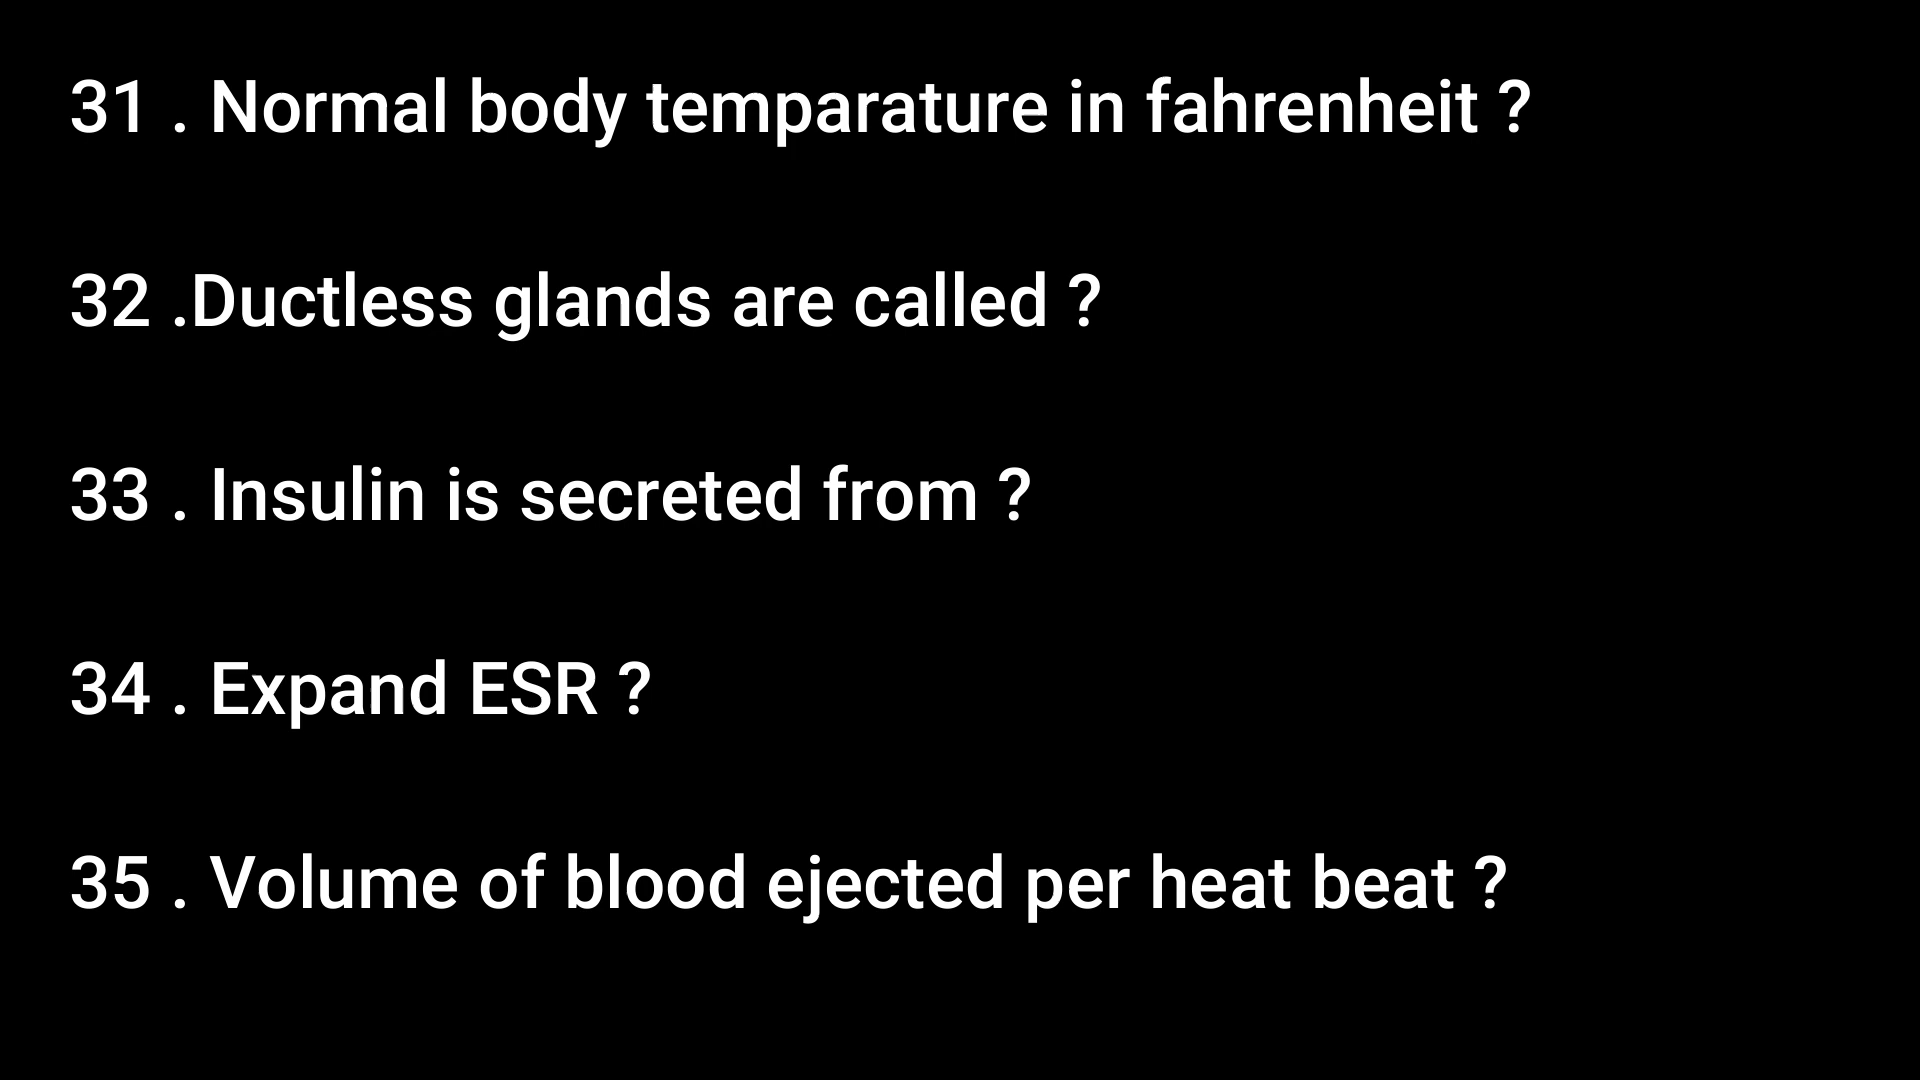 31 . Normal body temparature in fahrenheit ?
32 .Ductless glands are called ?
33 . Insulin is secreted from ?
34 . Expand ESR ?
35 . Volume of blood ejected per heat beat ?